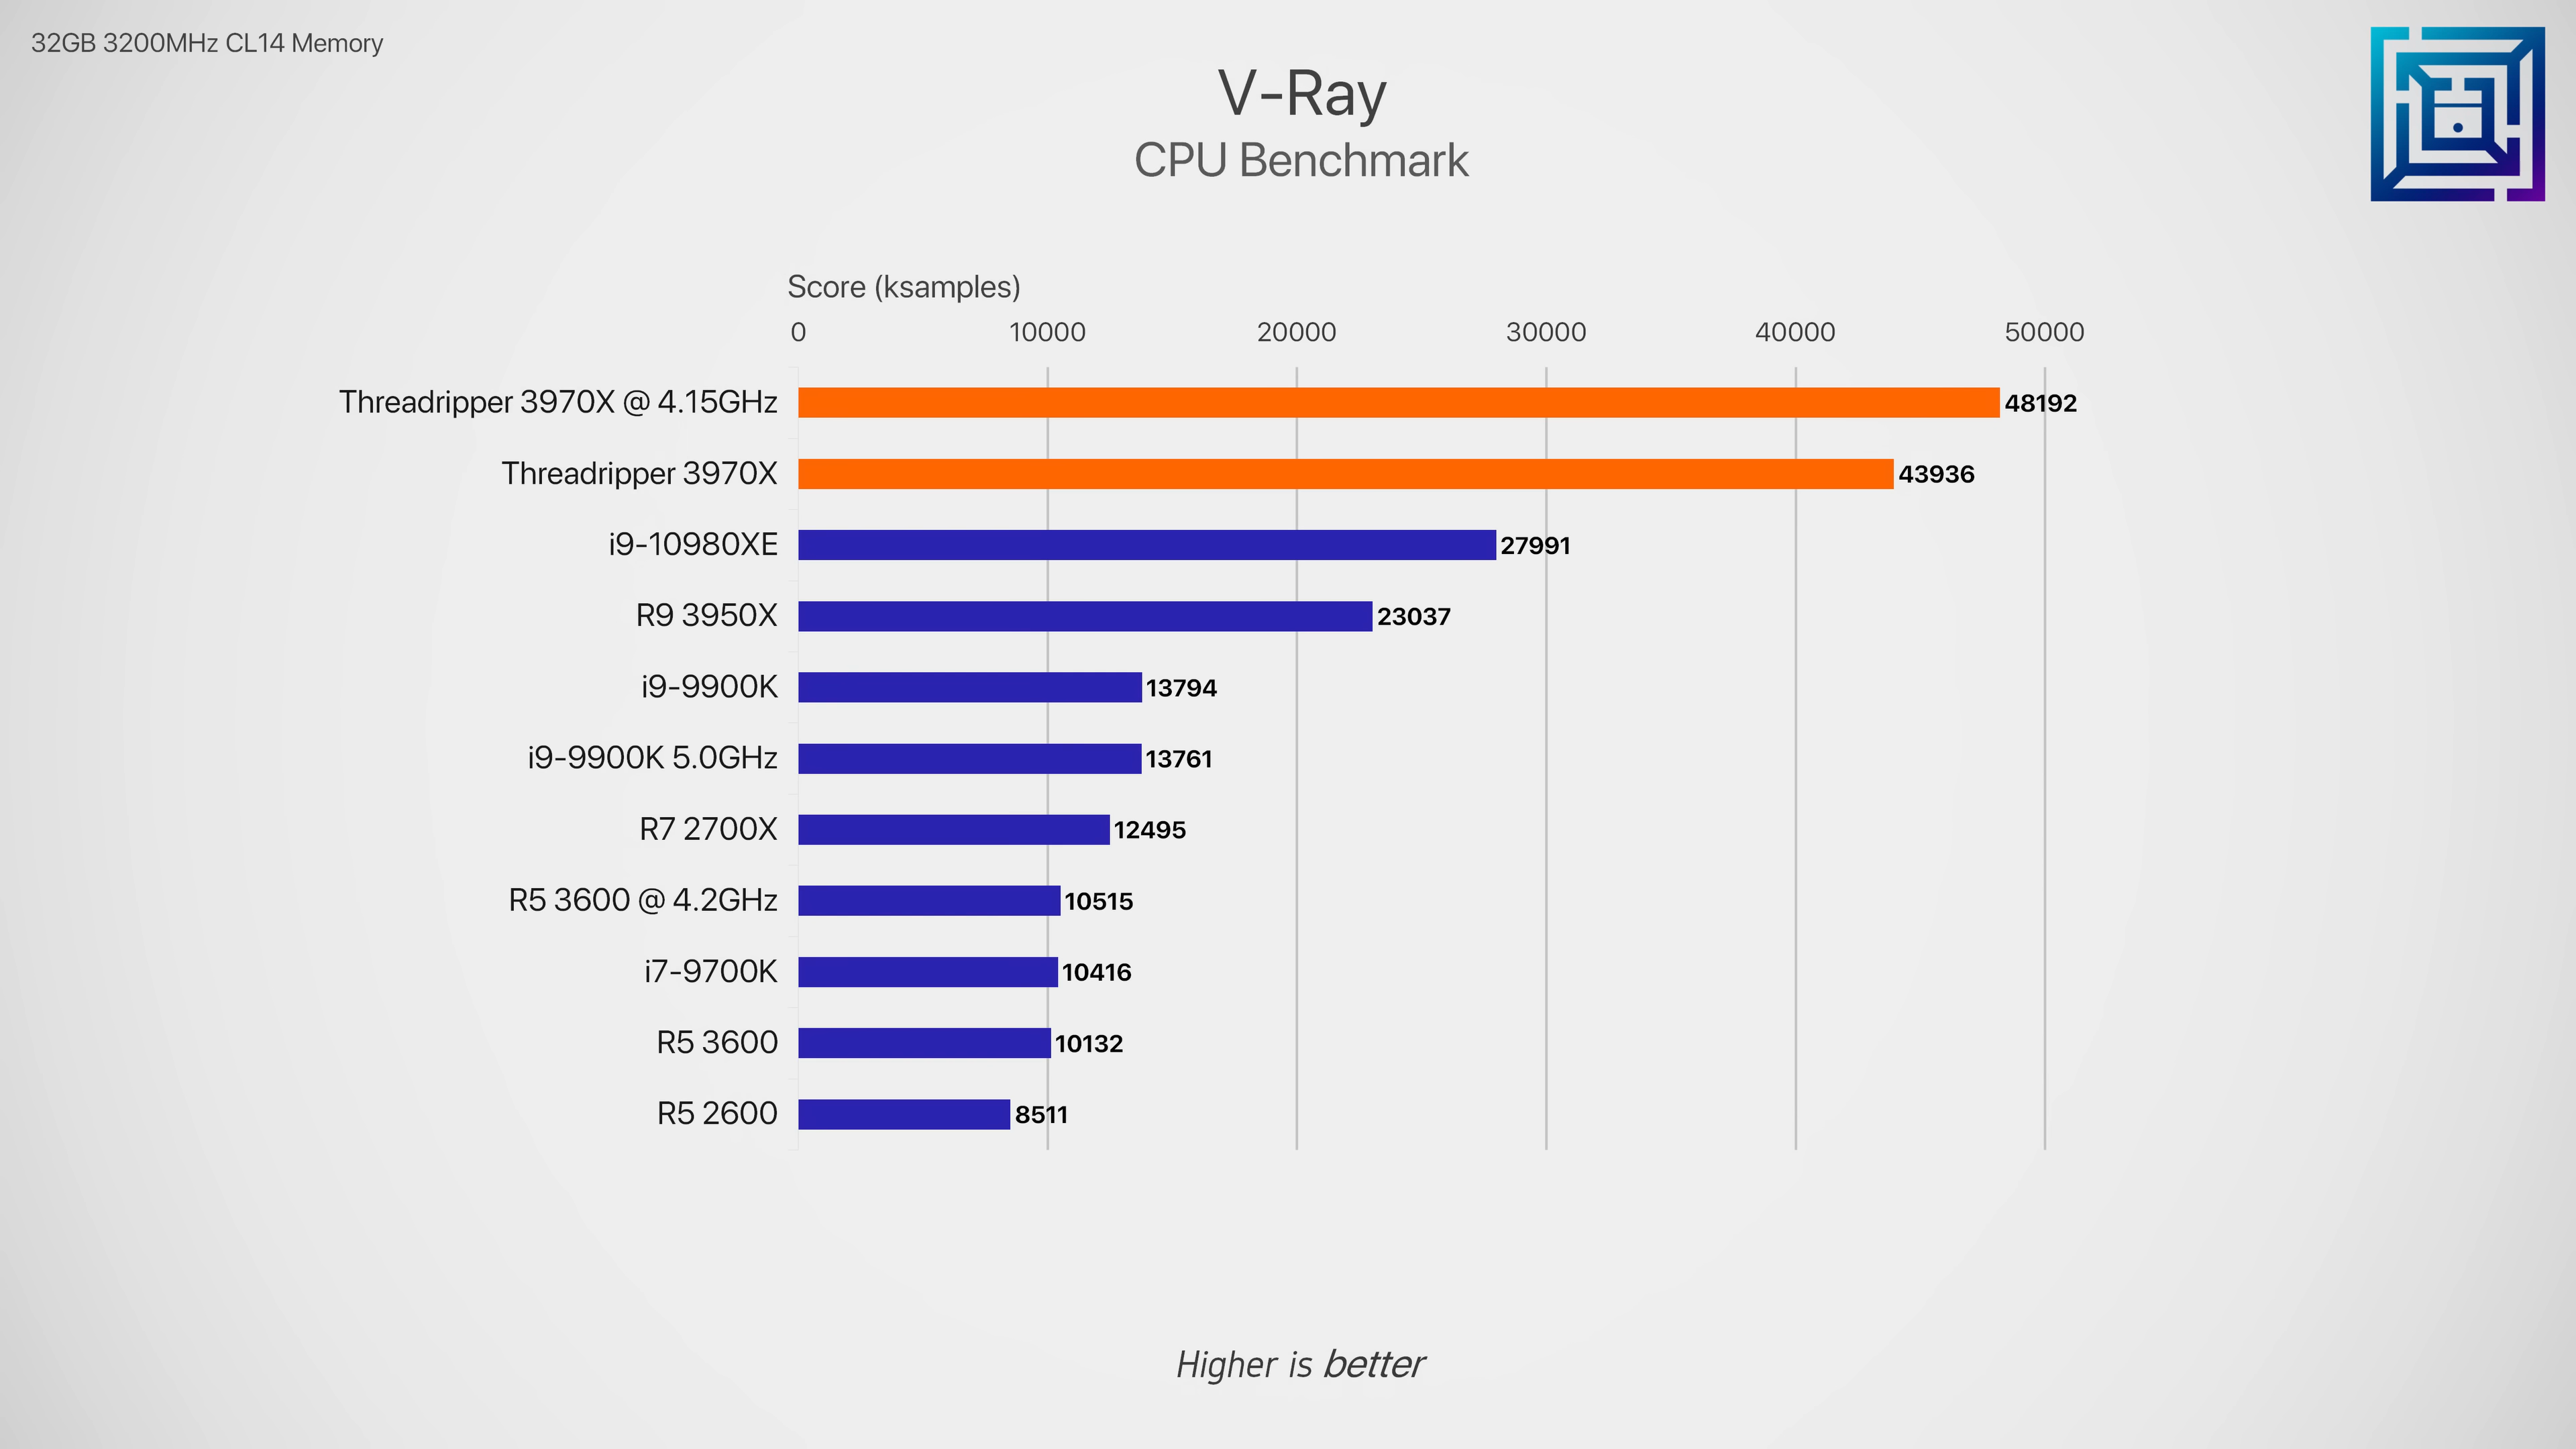 32GB 3200MHz CL14 Memory
V-Ray
CPU Benchmark
Score (ksamples)
0 10000 20000 30000 40000 50000
Threadripper 3970X @ 4.15GHz 48192
Threadripper 3970X 43936
i9-10980XE 27991
R9 3950X 23037
i9-9900K 13794
i9-9900K 5.0GHz 13761
R7 2700X 12495
R5 3600 @ 4.2GHz 10515
i7-9700K 10416
R5 3600 10132
R5 2600 8511
Higher is better